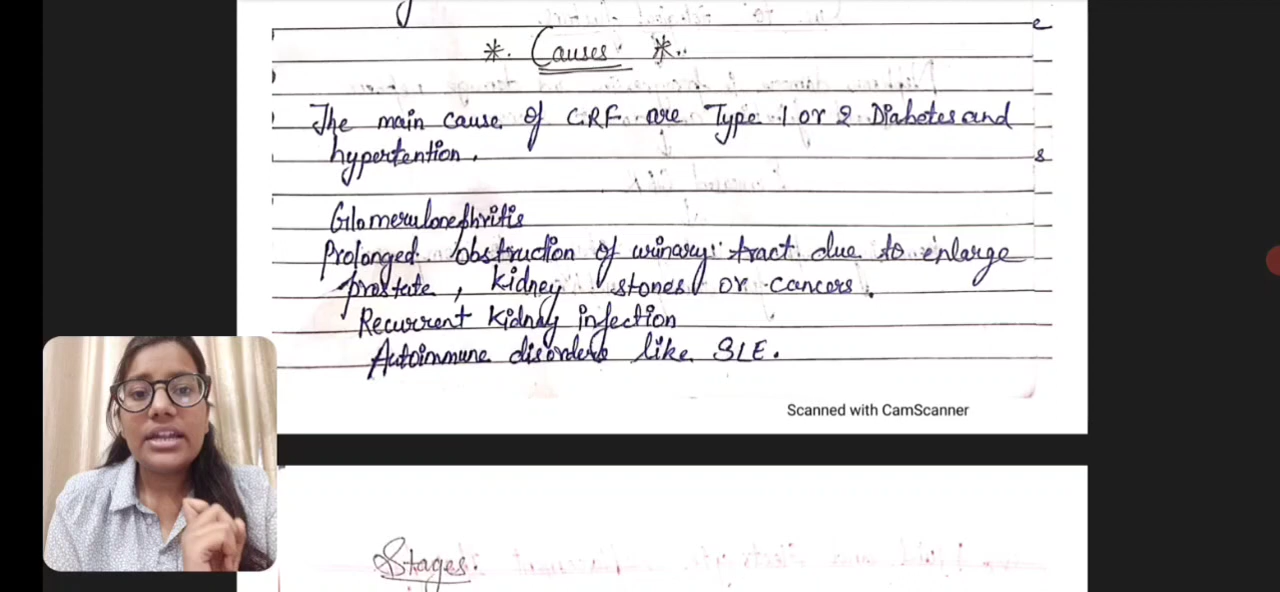 *. Causes. *..
The main cause of CRF are Type 1 or 2 Diabetes and
hypertention.
Glomerulonephritis
Prolonged obstruction of urinary tract due to enlarge
prostate, kidney stones or cancers.
Recurrent kidney infection
Autoimmune disorders like SLE.
Scanned with CamScanner
Stages: